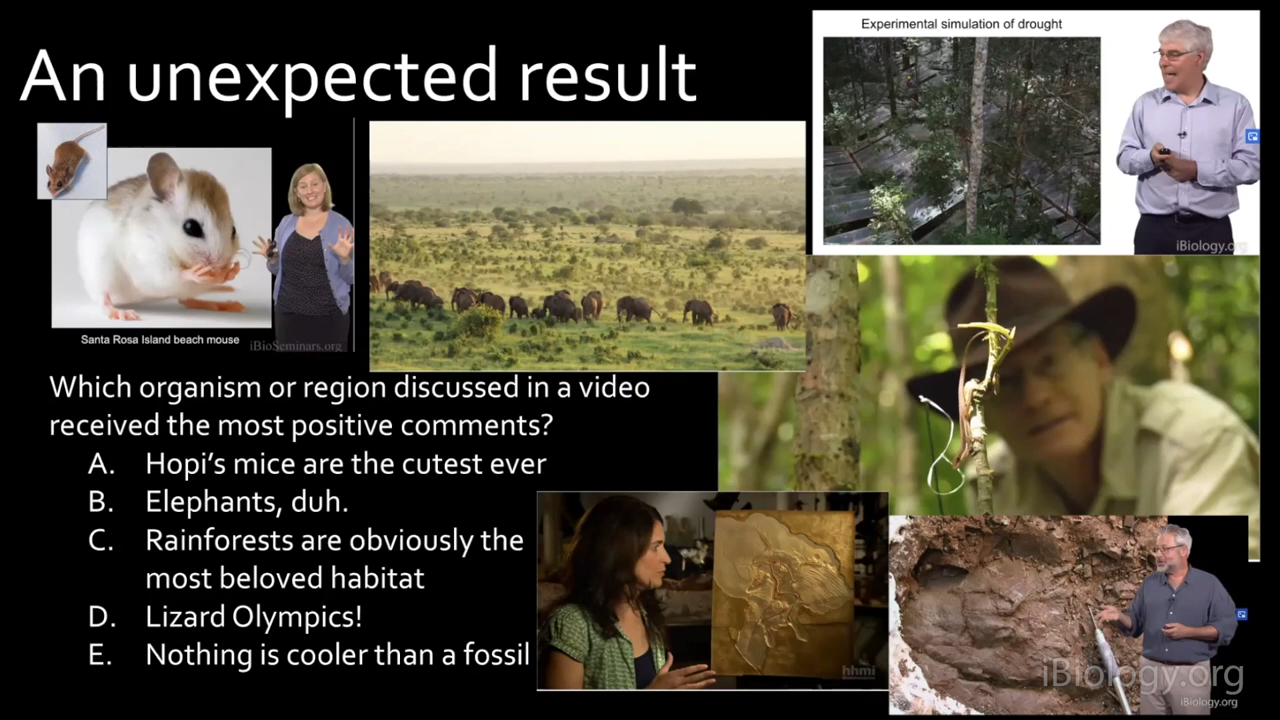 An unexpected result
Experimental simulation of drought
iBiology.org
Santa Rosa Island beach mouse
iBioSeminars.org
Which organism or region discussed in a video
received the most positive comments?
A. Hopi's mice are the cutest ever
B. Elephants, duh.
C. Rainforests are obviously the
most beloved habitat
D. Lizard Olympics!
E. Nothing is cooler than a fossil
hhmi
iBiology.org
iBiology.org